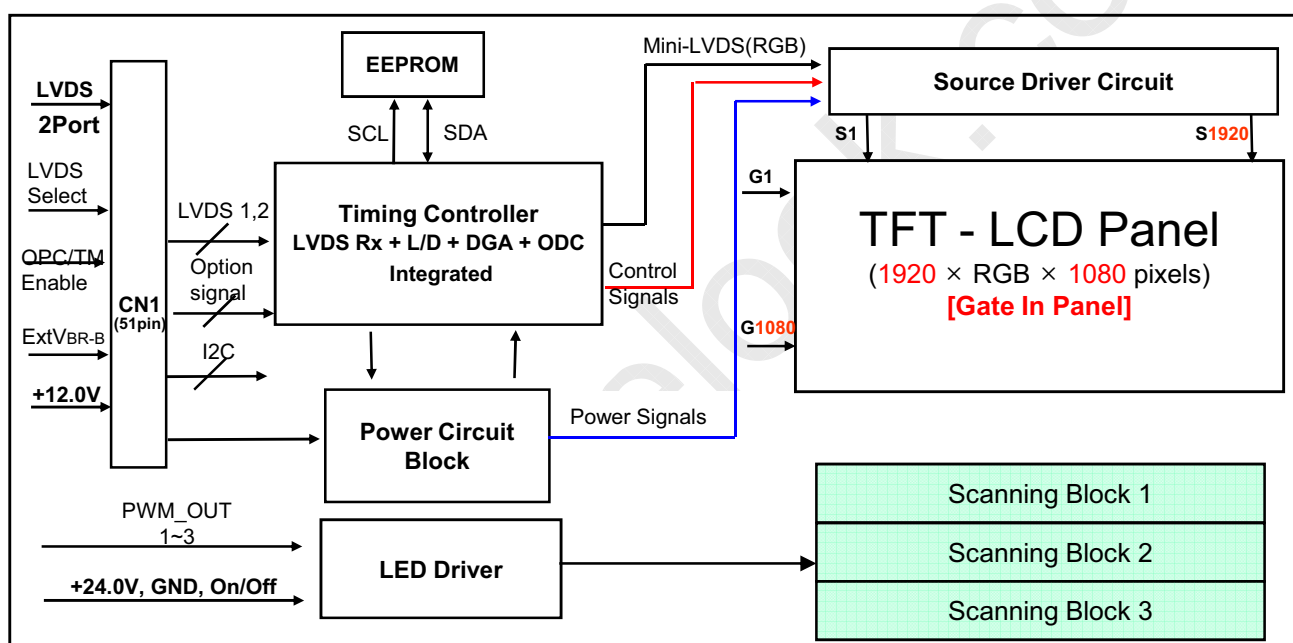 EEPROM
Mini-LVDS(RGB)
Source Driver Circuit
LVDS
2Port
SCL
SDA
S1
S1920
LVDS
Select
LVDS 1,2
Timing Controller
LVDS Rx + L/D + DGA + ODC
Integrated
G1
TFT - LCD Panel
(1920 × RGB × 1080 pixels)
[Gate In Panel]
OPC/TM
Enable
Option
signal
Control
Signals
CN1
(51pin)
G1080
ExtVBR-B
I2C
+12.0V
Power Circuit
Block
Power Signals
PWM_OUT
1~3
LED Driver
+24.0V, GND, On/Off
Scanning Block 1
Scanning Block 2
Scanning Block 3